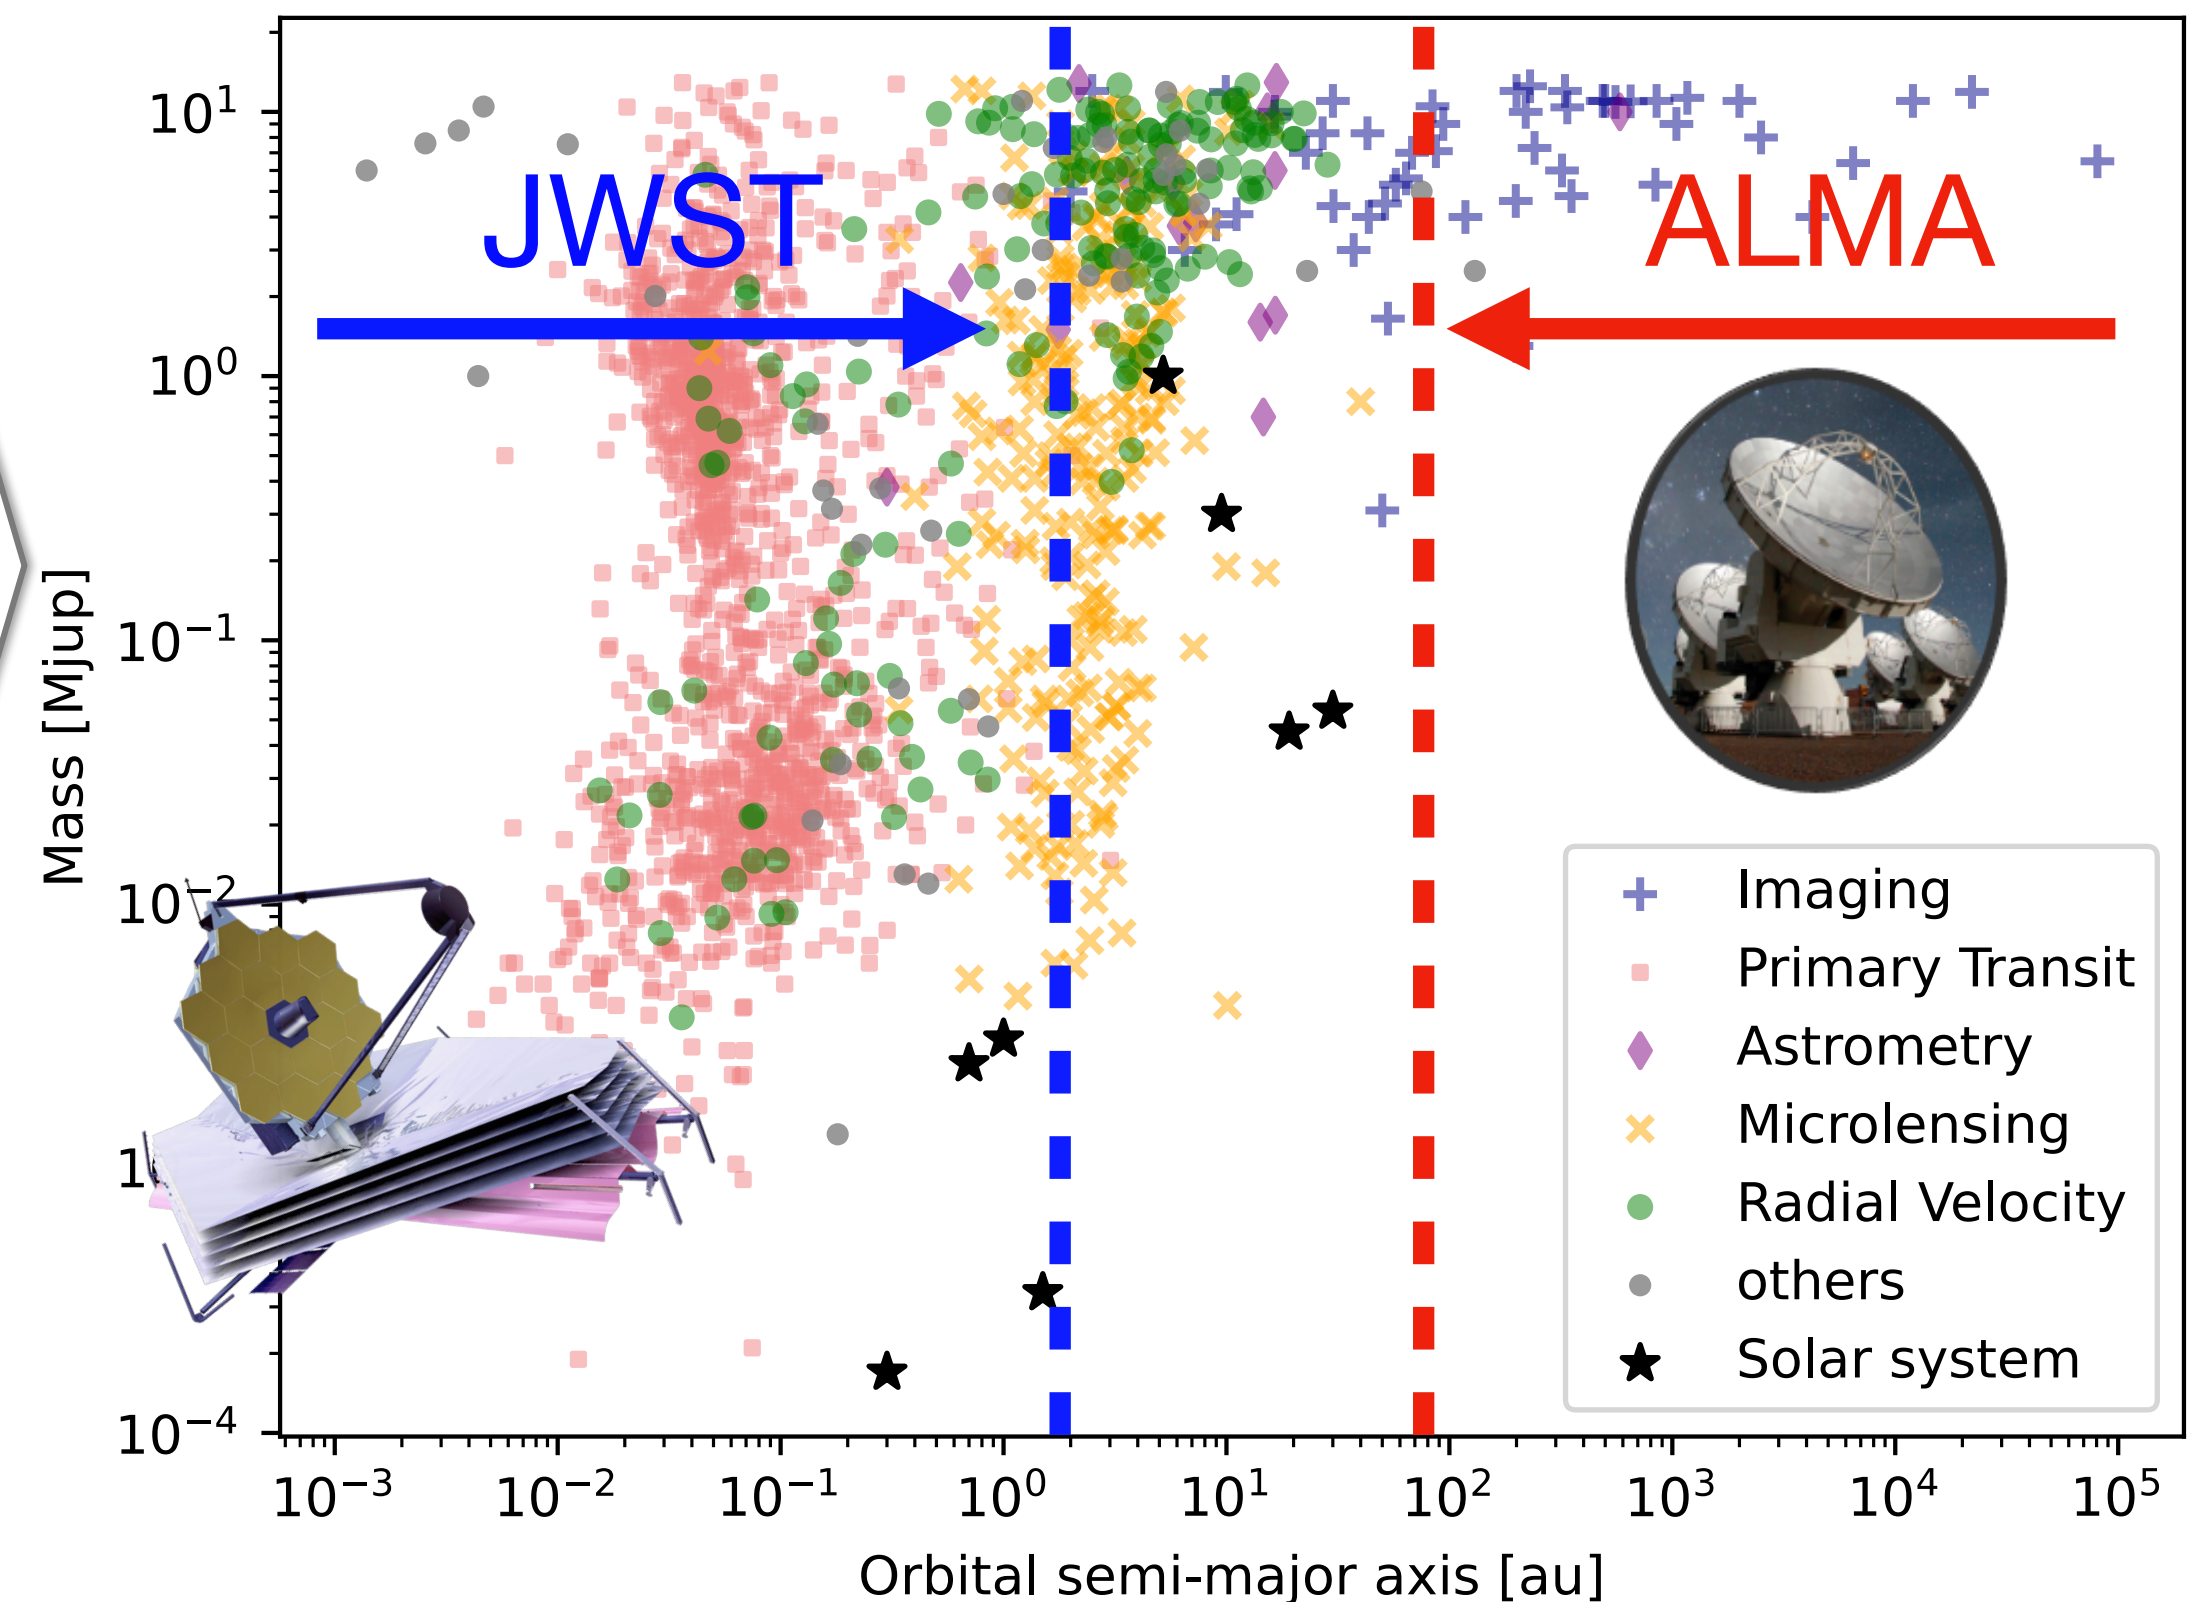 JWST
ALMA
10¹
10⁰
10⁻¹
10⁻²
1
10⁻⁴
Mass [Mjup]
Imaging
Primary Transit
Astrometry
Microlensing
Radial Velocity
others
Solar system
10⁻³ 10⁻² 10⁻¹ 10⁰ 10¹ 10² 10³ 10⁴ 10⁵
Orbital semi-major axis [au]